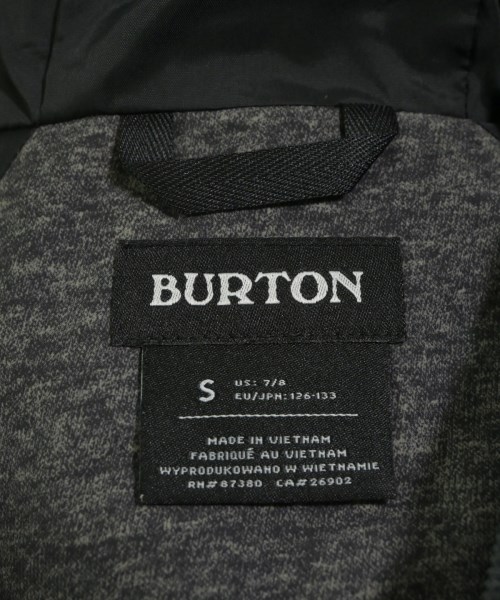 BURTON
S US: 7/8
EU/JPN: 126-133
MADE IN VIETNAM
FABRIQUÉ AU VIETNAM
WYPRODUKOWANO W WIETNAMIE
RN# 87380 CA# 26902